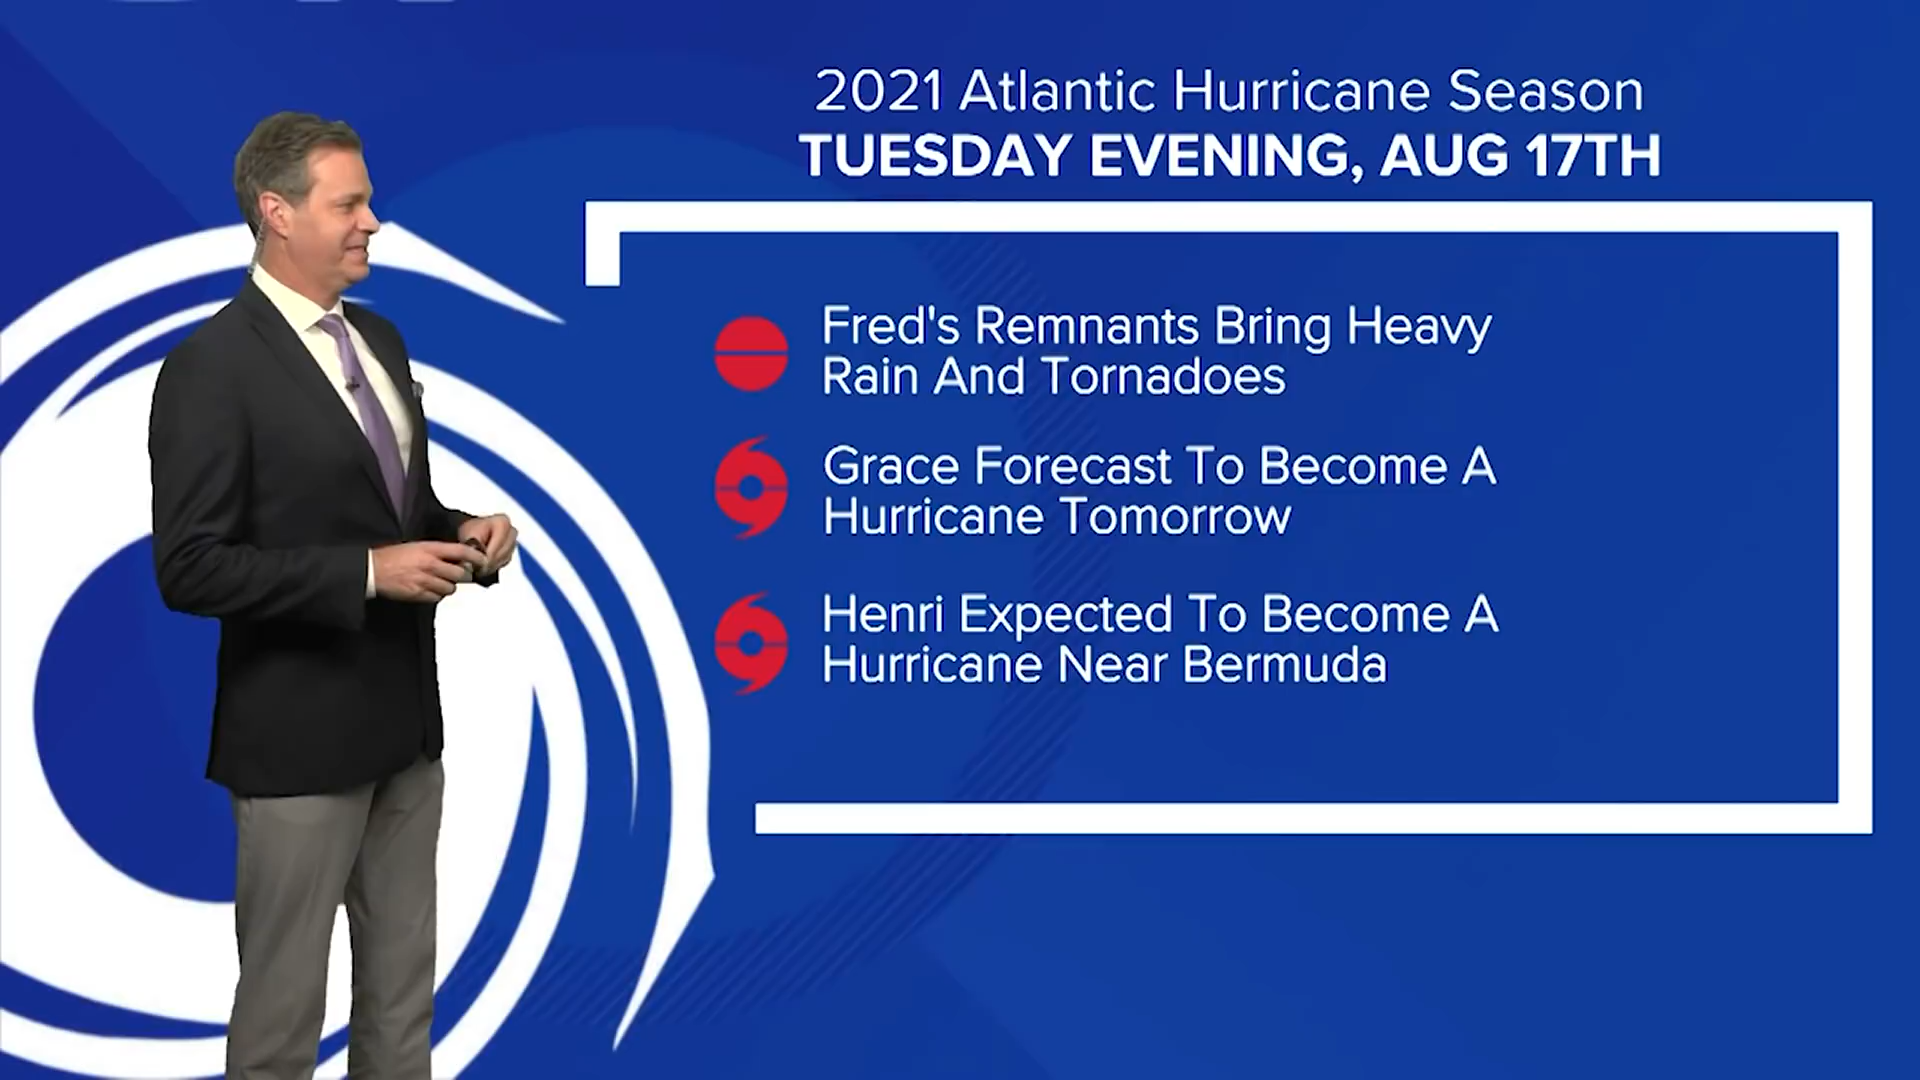 2021 Atlantic Hurricane Season
TUESDAY EVENING, AUG 17TH
Fred's Remnants Bring Heavy
Rain And Tornadoes
Grace Forecast To Become A
Hurricane Tomorrow
Henri Expected To Become A
Hurricane Near Bermuda